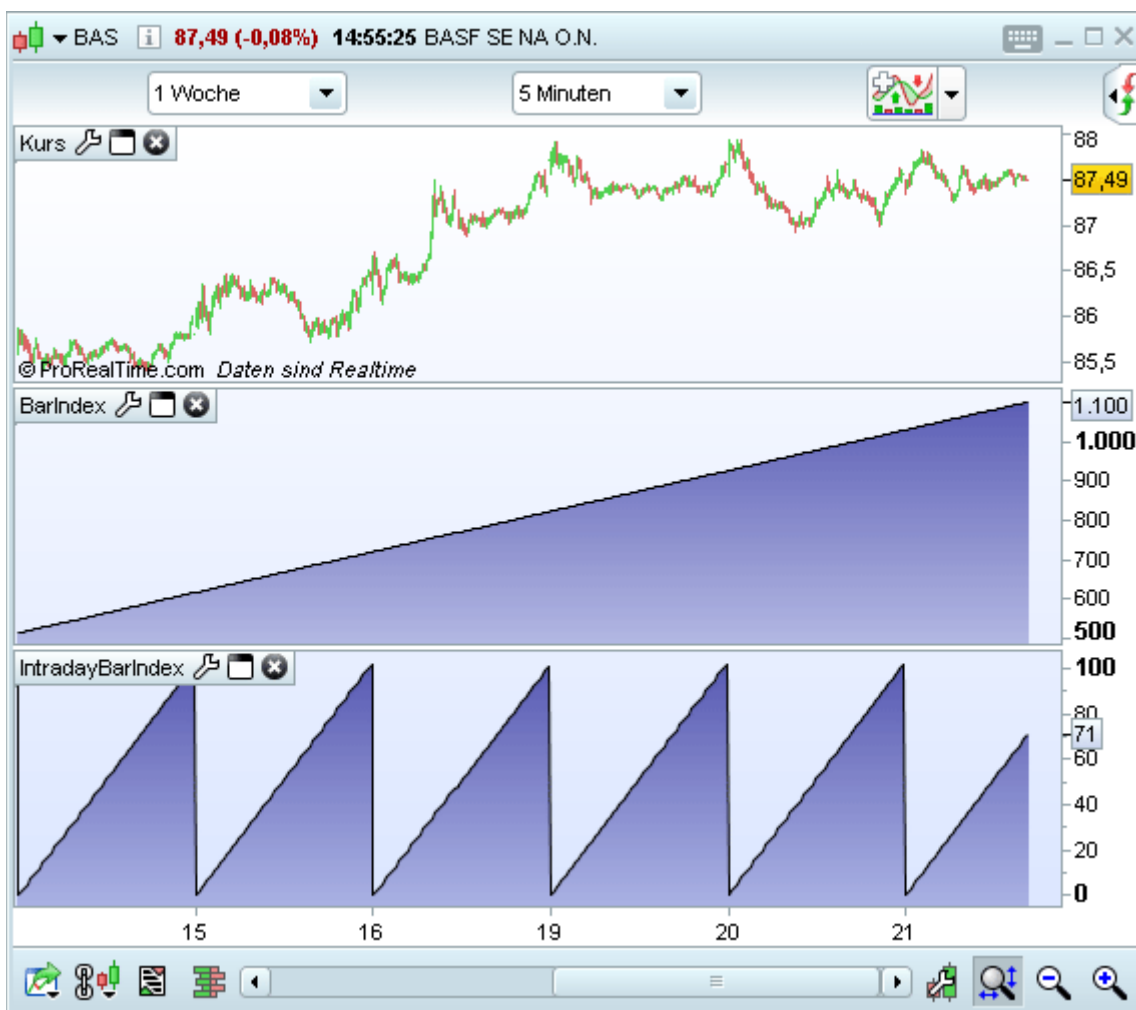 BAS 87,49 (-0,08%) 14:55:25 BASF SE NA O.N.
1 Woche 5 Minuten
Kurs
88
87,49
87
86,5
86
85,5
© ProRealTime.com Daten sind Realtime
BarIndex
1.100
1.000
900
800
700
600
500
IntradayBarIndex
100
80
71
60
40
20
0
15 16 19 20 21